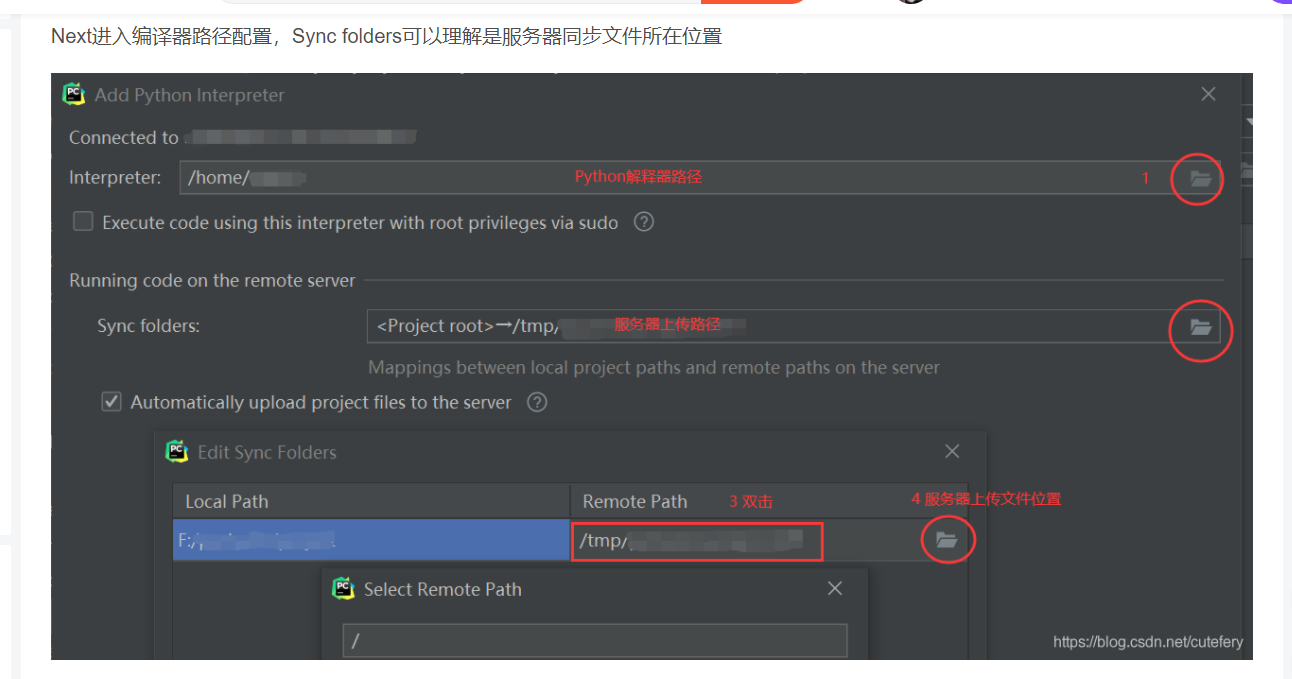 Next进入编译器路径配置，Sync folders可以理解是服务器同步文件所在位置
Add Python Interpreter
Connected to
Interpreter: /home/ Python解释器路径 1
Execute code using this interpreter with root privileges via sudo ?
Running code on the remote server
Sync folders: <Project root>→/tmp/ 服务器上传路径
Mappings between local project paths and remote paths on the server
Automatically upload project files to the server ?
Edit Sync Folders
Local Path Remote Path 3 双击 4 服务器上传文件位置
F:/ /tmp/
Select Remote Path
/
https://blog.csdn.net/cutefery